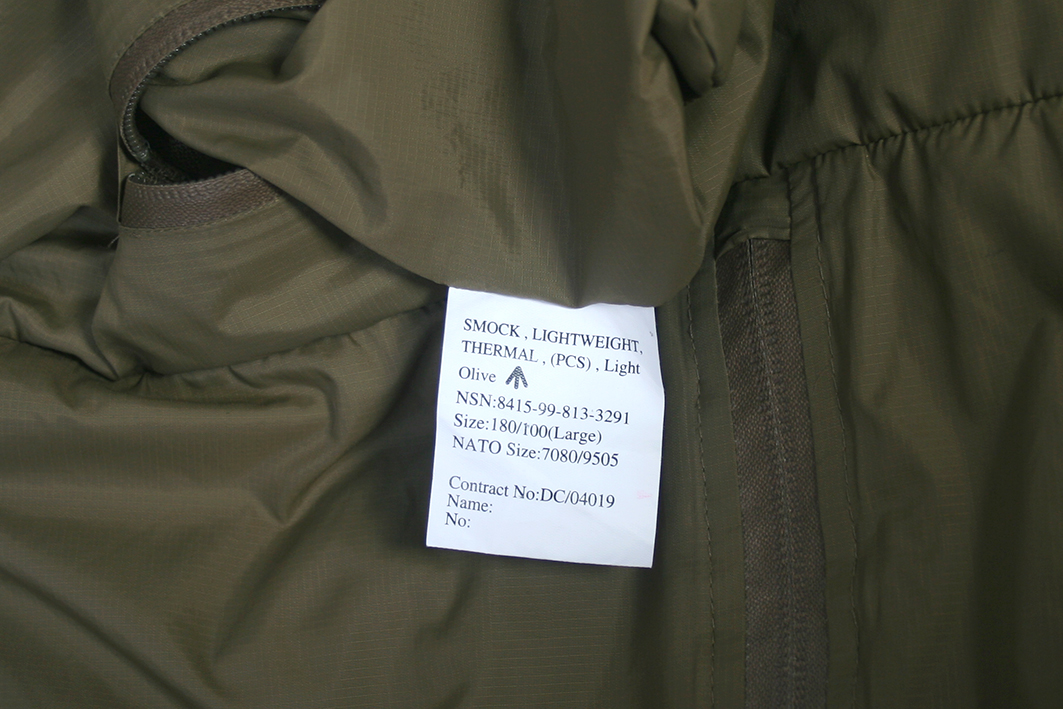 SMOCK , LIGHTWEIGHT,
THERMAL , (PCS) , Light
Olive
NSN:8415-99-813-3291
Size:180/100(Large)
NATO Size:7080/9505
Contract No:DC/04019
Name:
No: